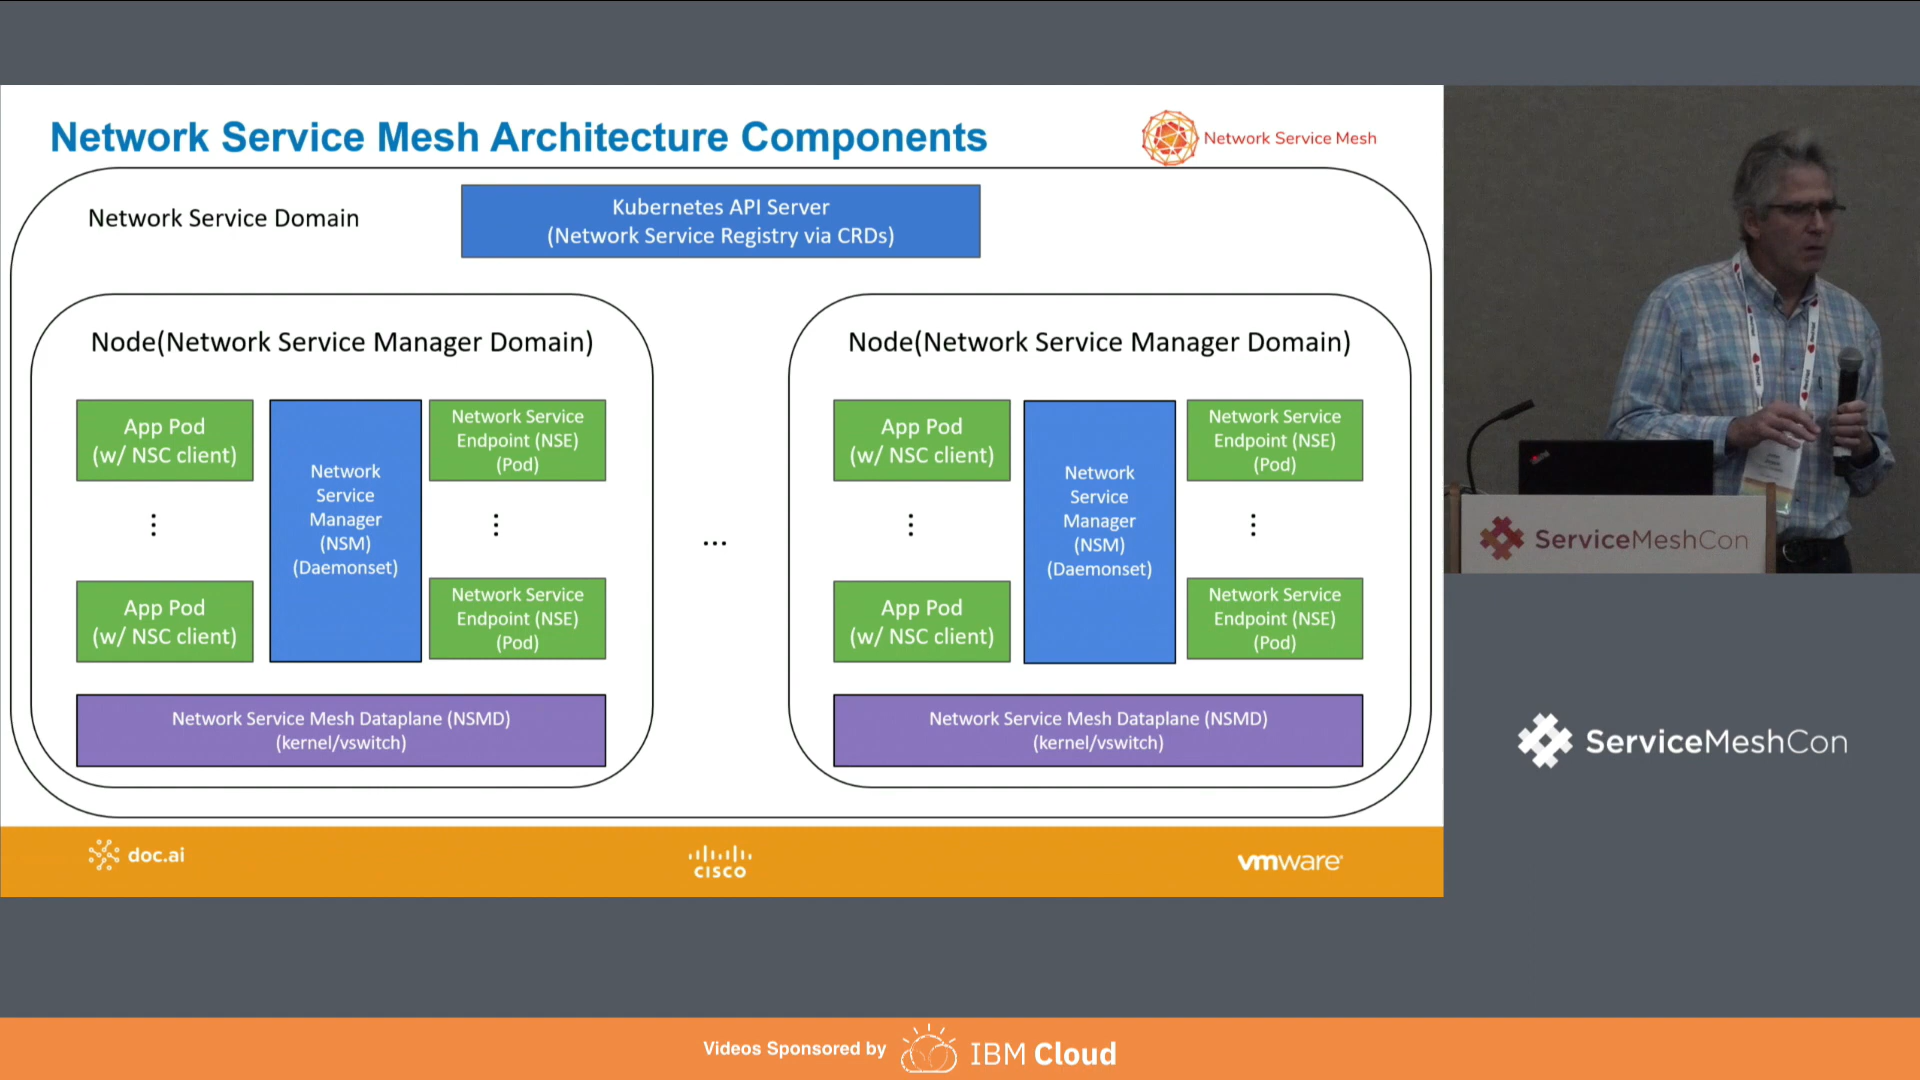 Network Service Mesh Architecture Components
Network Service Mesh
Network Service Domain
Kubernetes API Server
(Network Service Registry via CRDs)
Node(Network Service Manager Domain)
App Pod
(w/ NSC client)
Network
Service
Manager
(NSM)
(Daemonset)
Network Service
Endpoint (NSE)
(Pod)
⋮
⋮
App Pod
(w/ NSC client)
Network Service
Endpoint (NSE)
(Pod)
Network Service Mesh Dataplane (NSMD)
(kernel/vswitch)
...
Node(Network Service Manager Domain)
App Pod
(w/ NSC client)
Network
Service
Manager
(NSM)
(Daemonset)
Network Service
Endpoint (NSE)
(Pod)
⋮
⋮
App Pod
(w/ NSC client)
Network Service
Endpoint (NSE)
(Pod)
Network Service Mesh Dataplane (NSMD)
(kernel/vswitch)
doc.ai
CISCO
vmware
ServiceMeshCon
ServiceMeshCon
Videos Sponsored by
IBM Cloud